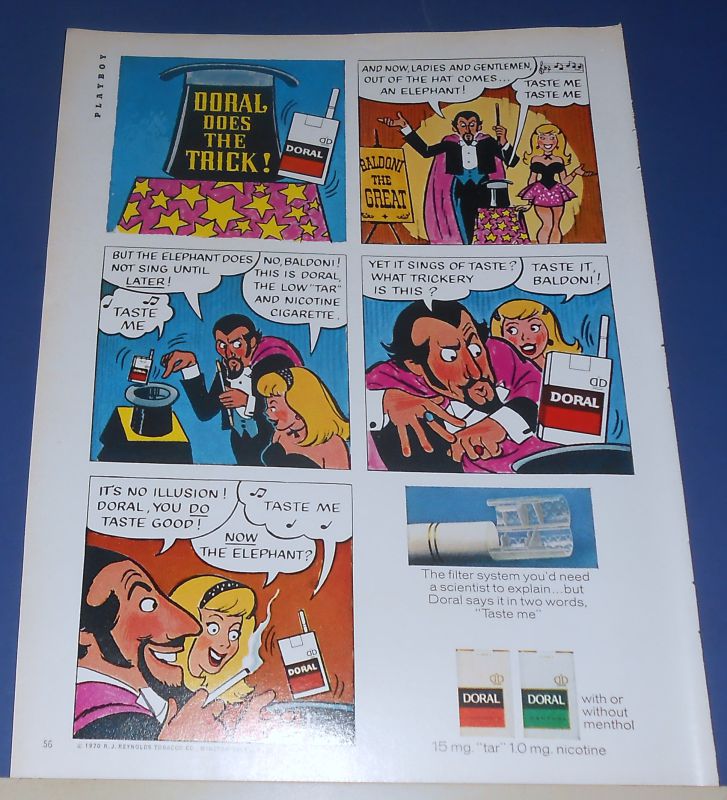 PLAYBOY
DORAL
DOES
THE
TRICK!
DORAL
AND NOW, LADIES AND GENTLEMEN,
OUT OF THE HAT COMES...
AN ELEPHANT!
TASTE ME
TASTE ME
BALDONI
THE
GREAT
BUT THE ELEPHANT DOES
NOT SING UNTIL
LATER!
TASTE
ME
NO, BALDONI!
THIS IS DORAL,
THE LOW "TAR"
AND NICOTINE
CIGARETTE.
YET IT SINGS OF TASTE?
WHAT TRICKERY
IS THIS?
TASTE IT,
BALDONI!
DORAL
IT'S NO ILLUSION!
DORAL, YOU DO
TASTE GOOD!
TASTE ME
NOW
THE ELEPHANT?
DORAL
The filter system you'd need
a scientist to explain...but
Doral says it in two words,
"Taste me"
DORAL
DORAL
MENTHOL
with or
without
menthol
15 mg. "tar" 1.0 mg. nicotine
56
© 1970 R. J. REYNOLDS TOBACCO CO.